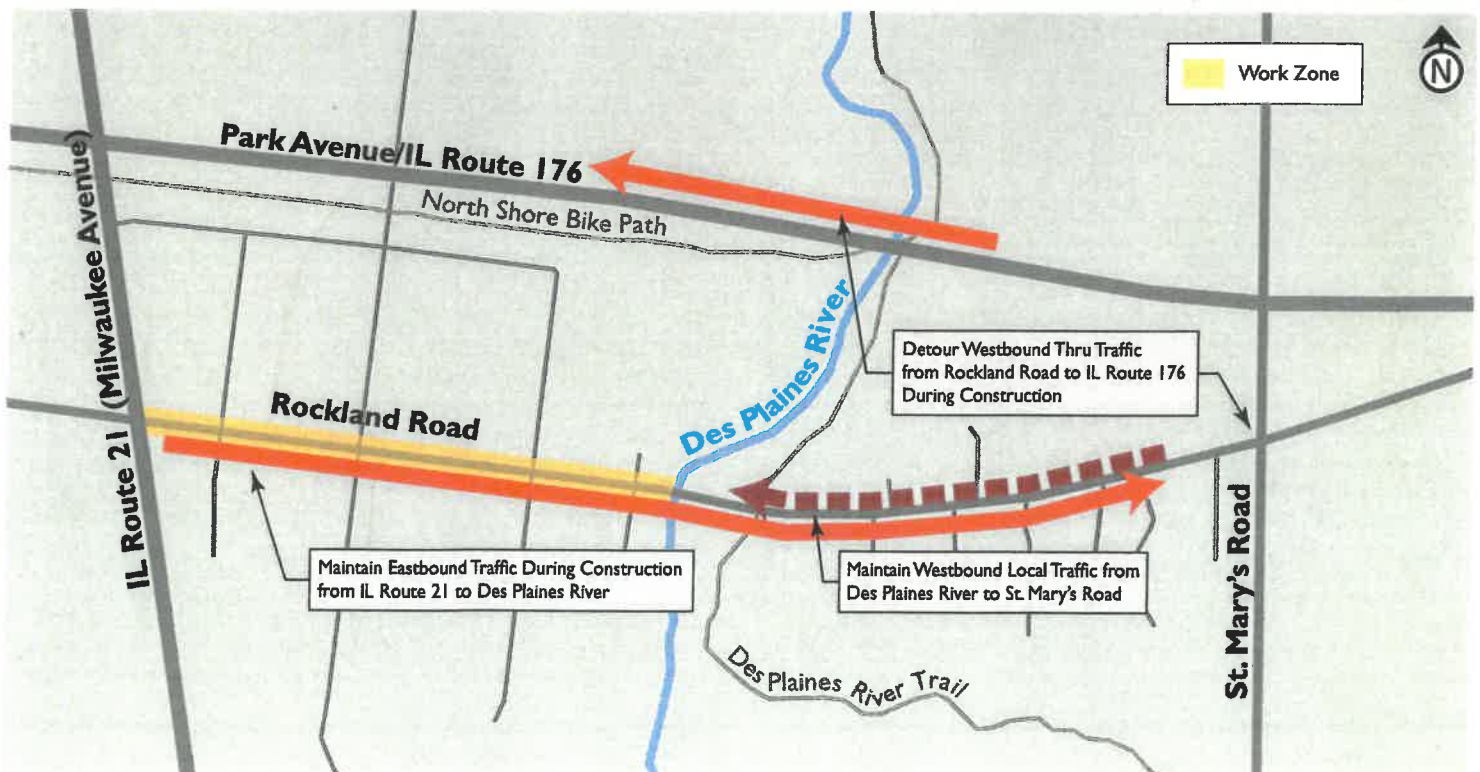 Work Zone
N
Park Avenue/IL Route 176
North Shore Bike Path
IL Route 21 (Milwaukee Avenue)
Des Plaines River
Detour Westbound Thru Traffic
from Rockland Road to IL Route 176
During Construction
Rockland Road
Maintain Eastbound Traffic During Construction
from IL Route 21 to Des Plaines River
Maintain Westbound Local Traffic from
Des Plaines River to St. Mary's Road
St. Mary's Road
Des Plaines River Trail